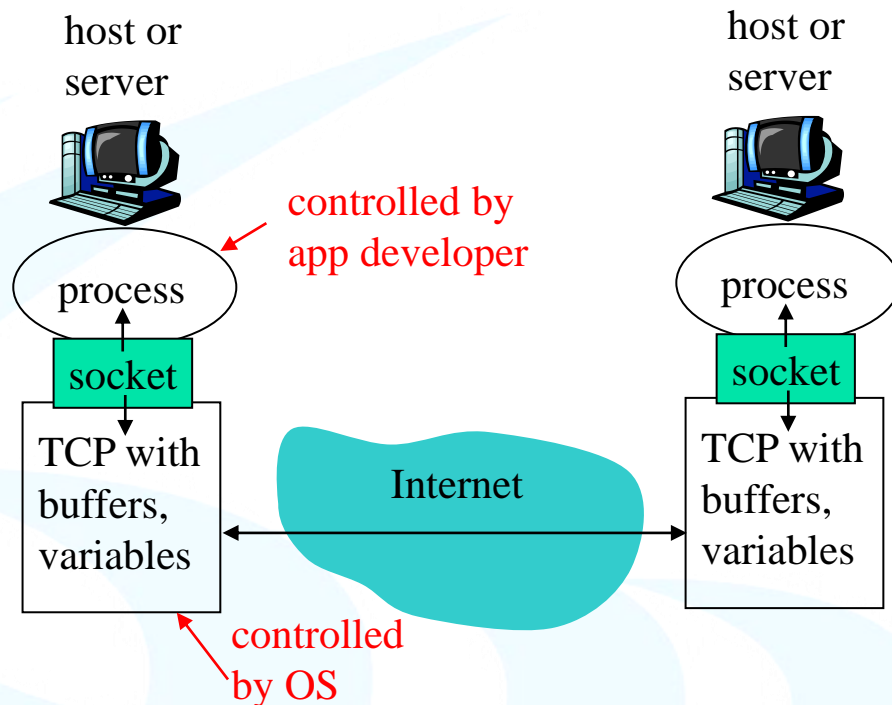 host or
server
host or
server
controlled by
app developer
process
process
socket
socket
TCP with
buffers,
variables
Internet
TCP with
buffers,
variables
controlled
by OS